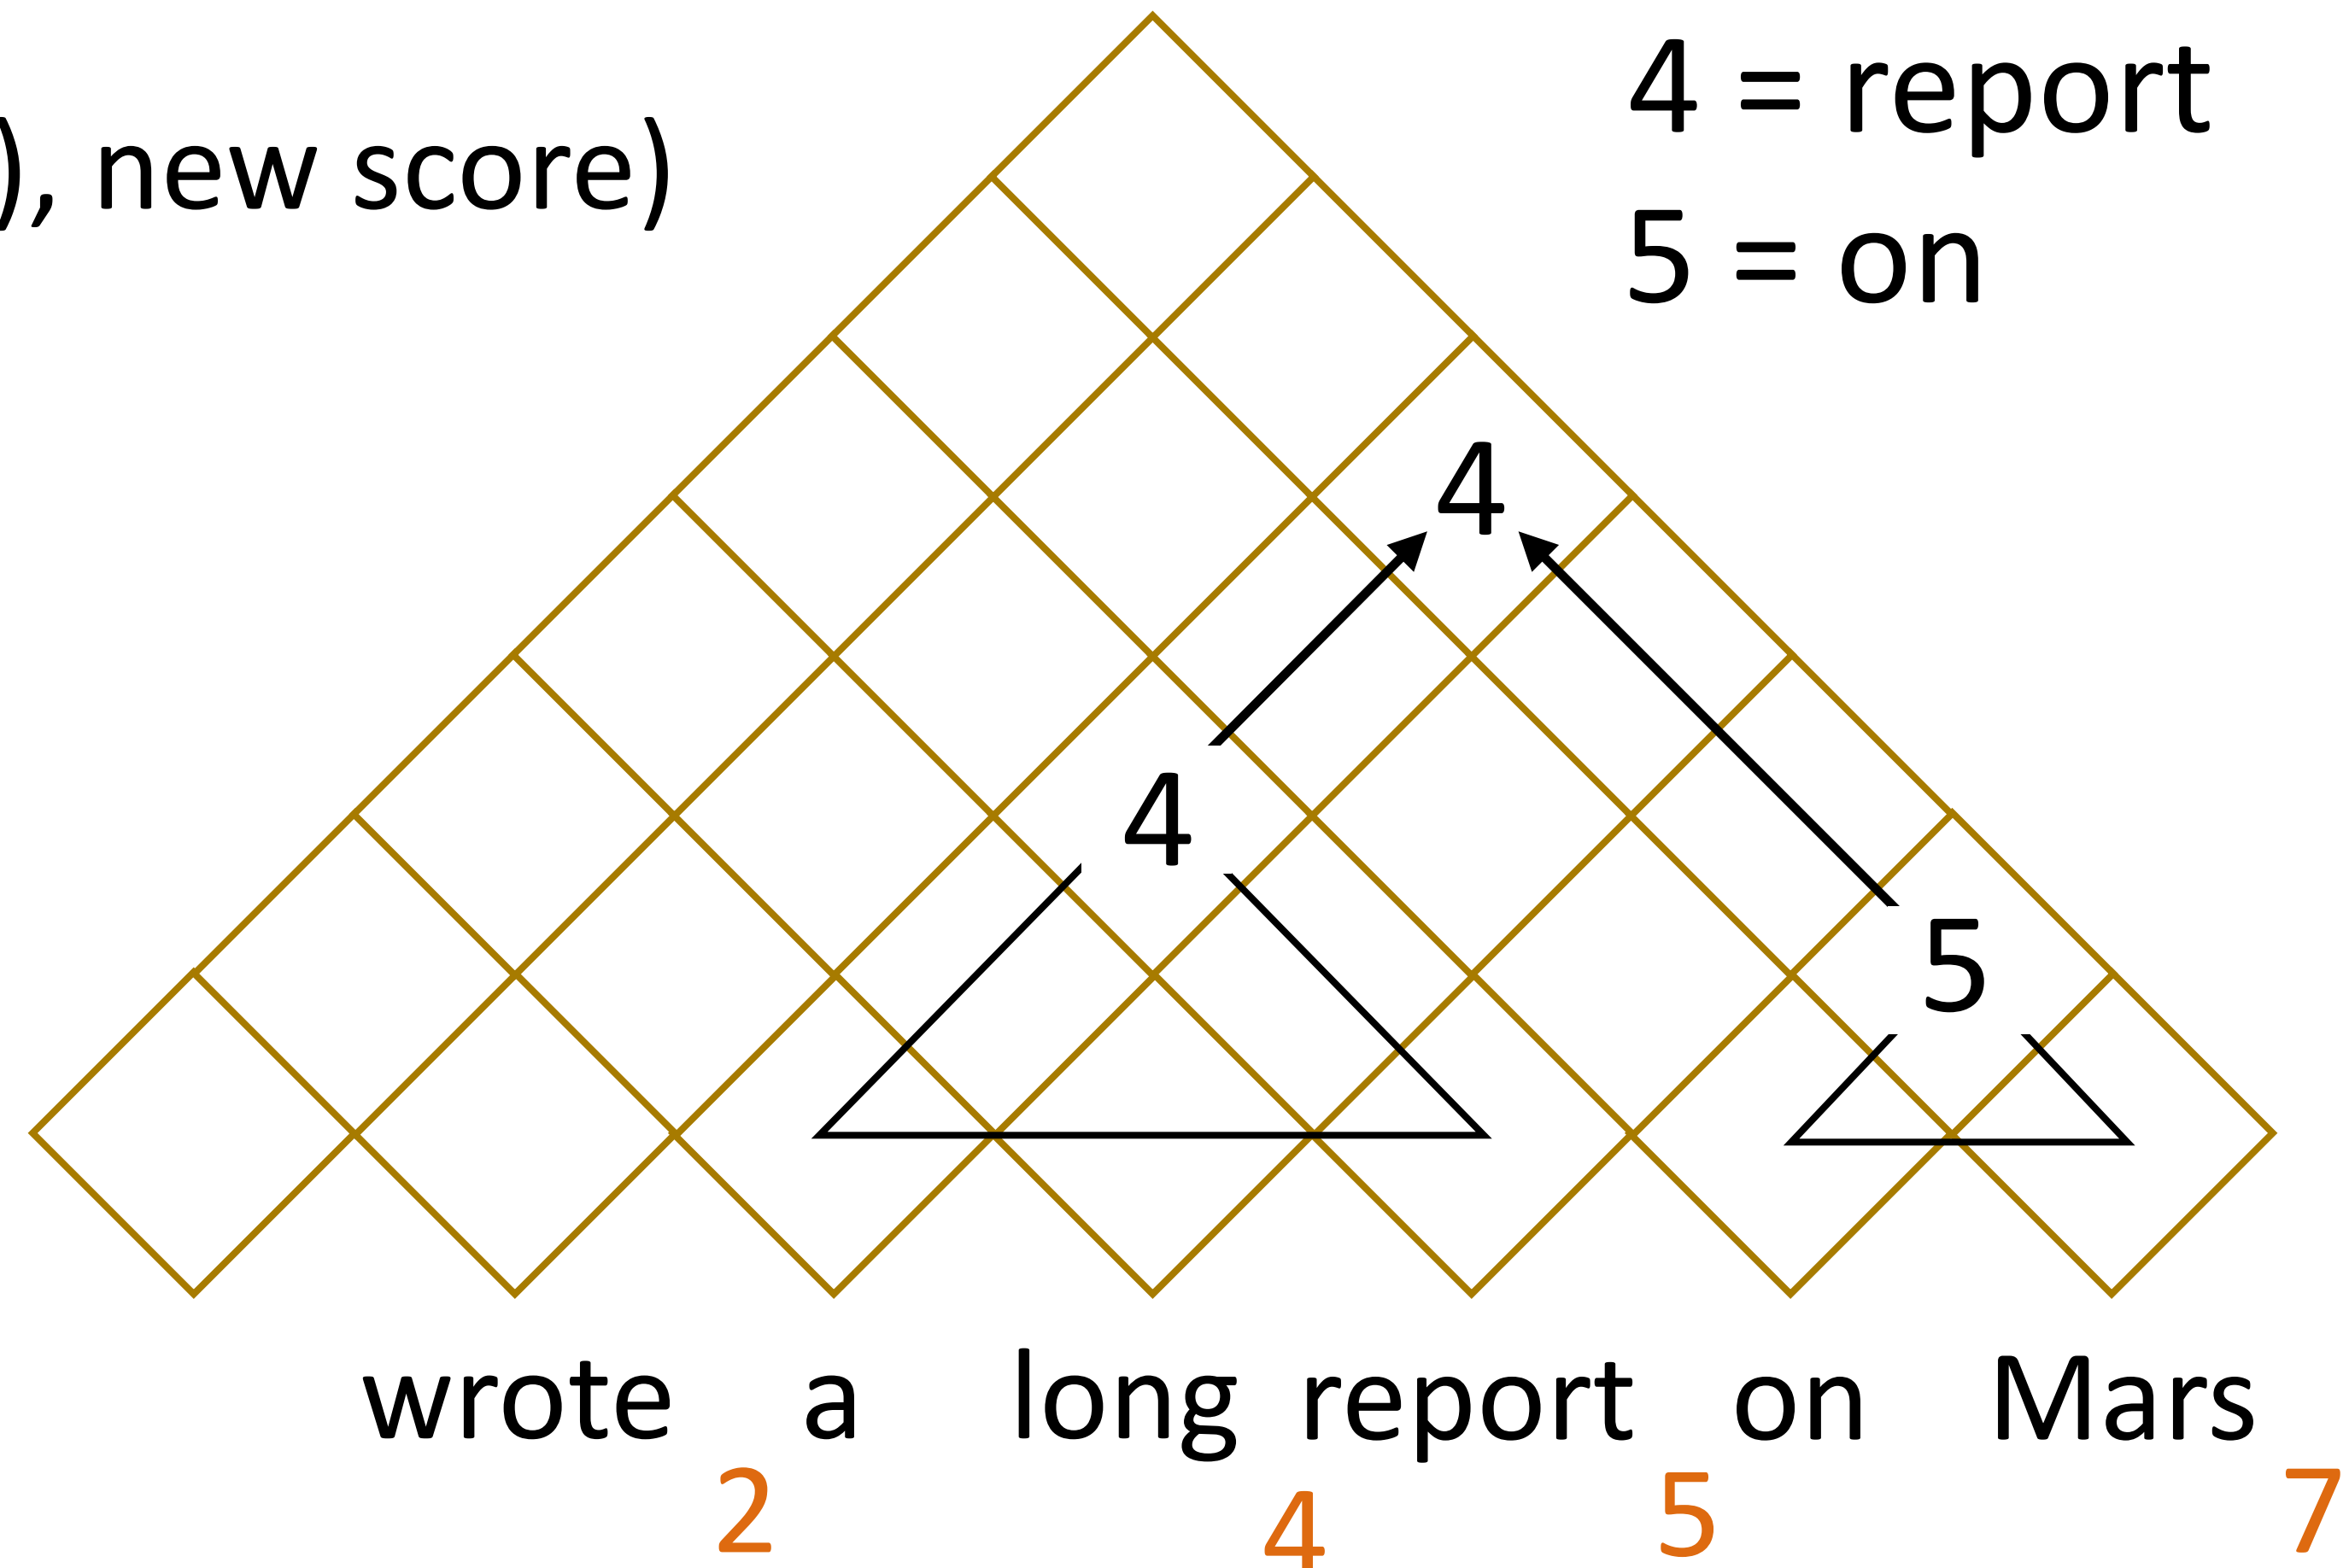 4 = report
), new score)
5 = on
4
4
5
wrote a long report on Mars
2 4 5 7